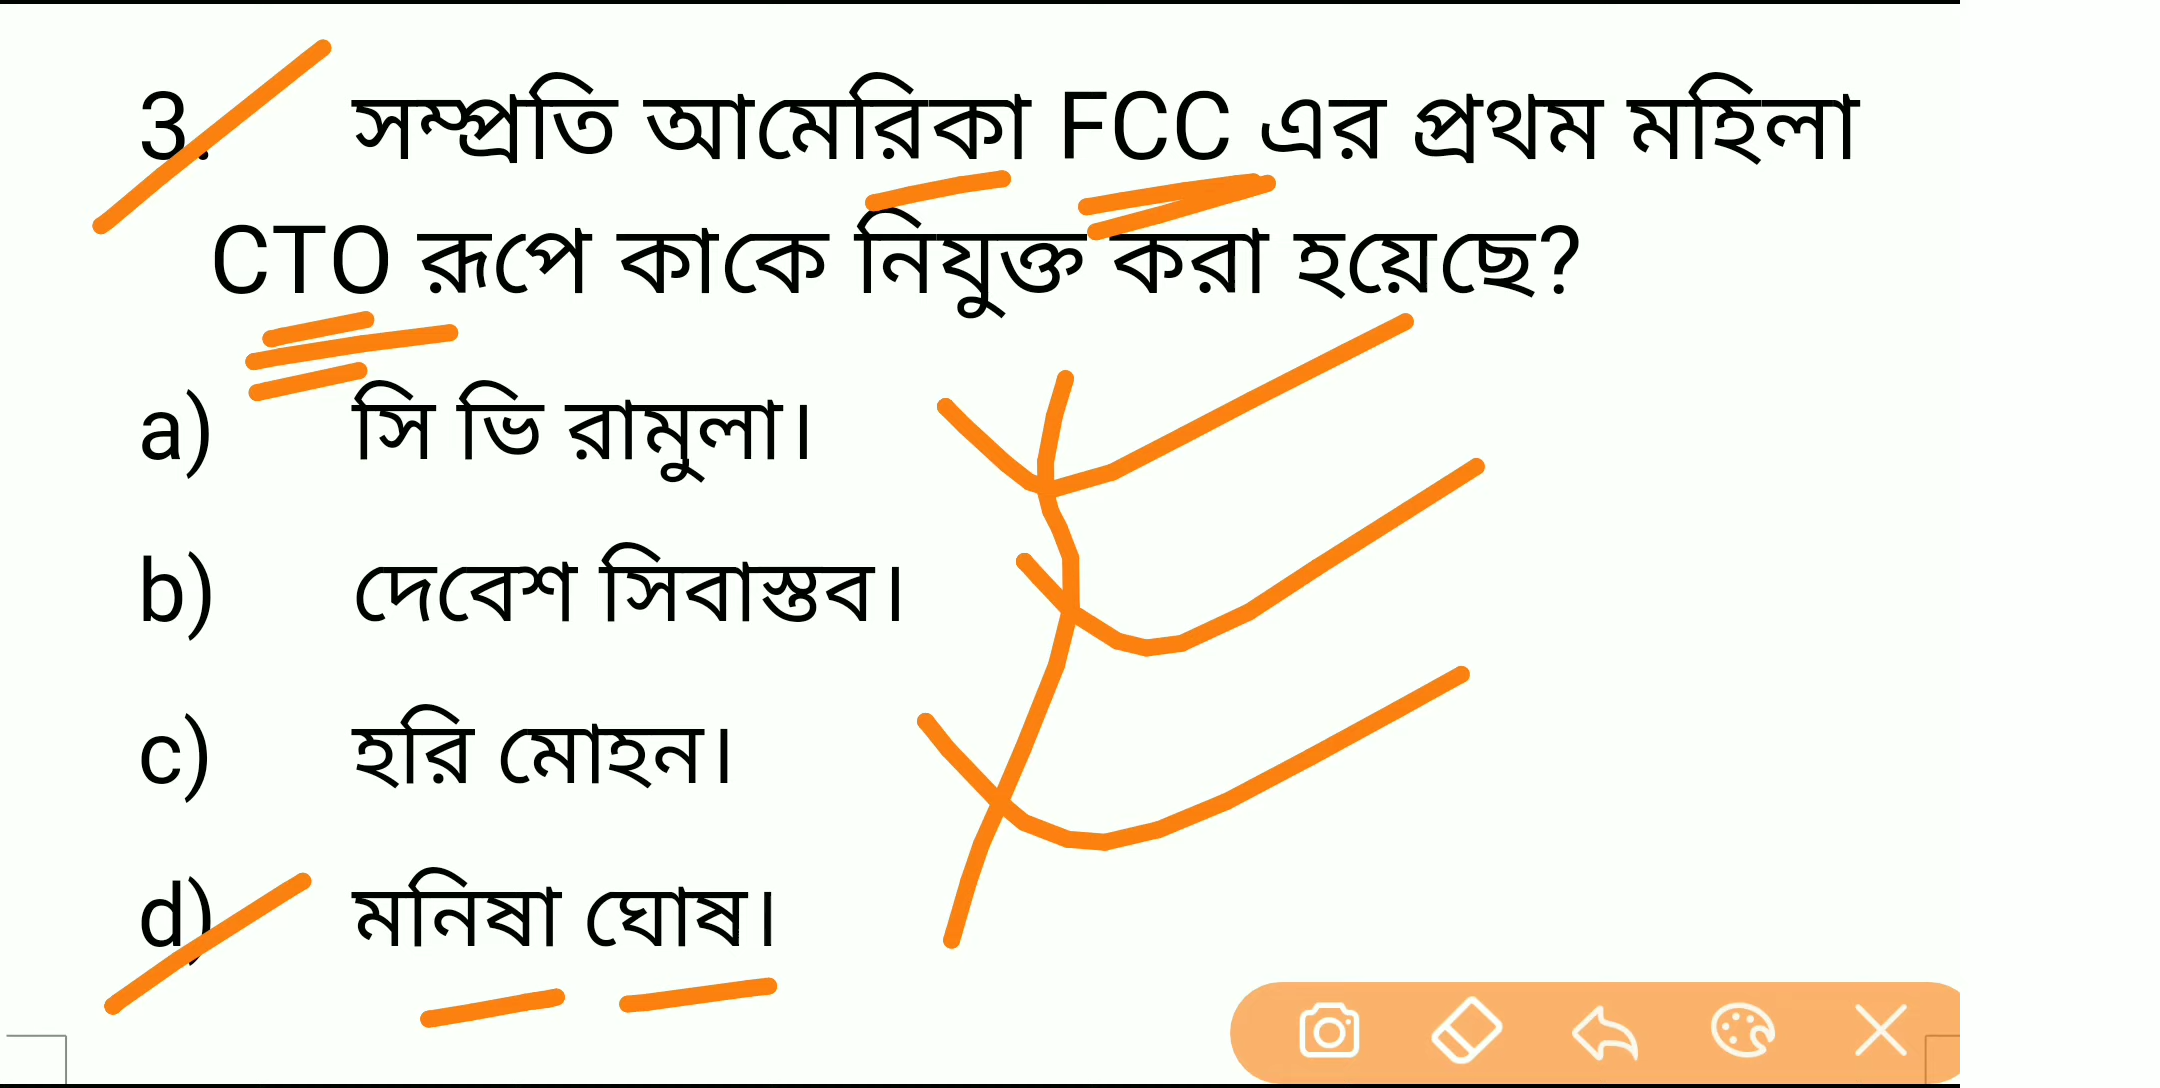 3. সম্প্রতি আমেরিকা FCC এর প্রথম মহিলা
CTO রূপে কাকে নিযুক্ত করা হয়েছে?
a) সি ভি রামুলা।
b) দেবেশ সিবাস্তব।
c) হরি মোহন।
d) মনিষা ঘোষ।